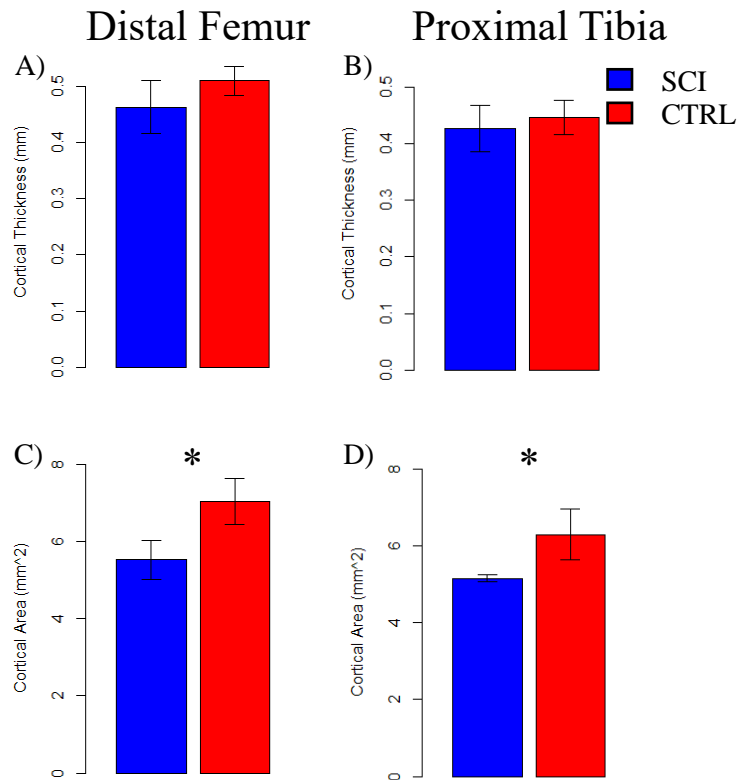 Distal Femur
Proximal Tibia
A)
Cortical Thickness (mm)
0.0
0.1
0.2
0.3
0.4
0.5
B)
Cortical Thickness (mm)
0.0
0.1
0.2
0.3
0.4
0.5
SCI
CTRL
C)
*
Cortical Area (mm^2)
0
2
4
6
8
D)
*
Cortical Area (mm^2)
0
2
4
6
8